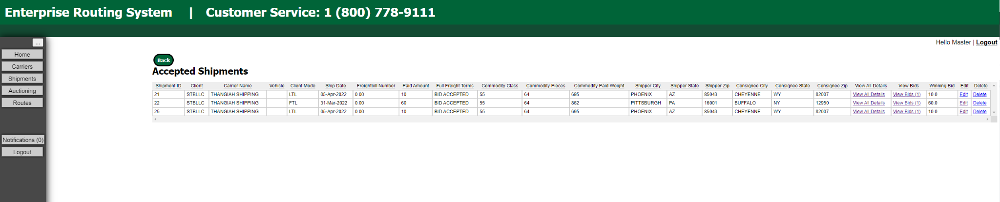 Enterprise Routing System | Customer Service: 1 (800) 778-9111
Hello Master | Logout
...
Home
Carriers
Shipments
Auctioning
Routes
Notifications (0)
Logout
Back
Accepted Shipments
Shipment ID Client Carrier Name Vehicle Client Mode Ship Date Freightbill Number Paid Amount Full Freight Terms Commodity Class Commodity Pieces Commodity Paid Weight Shipper City Shipper State Shipper Zip Consignee City Consignee State Consignee Zip View All Details View Bids Winning Bid Edit Delete
21 STBLLC THANGIAH SHIPPING LTL 05-Apr-2022 0.00 10 BID ACCEPTED 55 64 695 PHOENIX AZ 85043 CHEYENNE WY 82007 View All Details View Bids (1) 10.0 Edit Delete
22 STBLLC THANGIAH SHIPPING FTL 31-Mar-2022 0.00 60 BID ACCEPTED 55 64 862 PITTSBURGH PA 16001 BUFFALO NY 12950 View All Details View Bids (1) 60.0 Edit Delete
25 STBLLC THANGIAH SHIPPING LTL 05-Apr-2022 0.00 10 BID ACCEPTED 55 64 695 PHOENIX AZ 85043 CHEYENNE WY 82007 View All Details View Bids (1) 10.0 Edit Delete